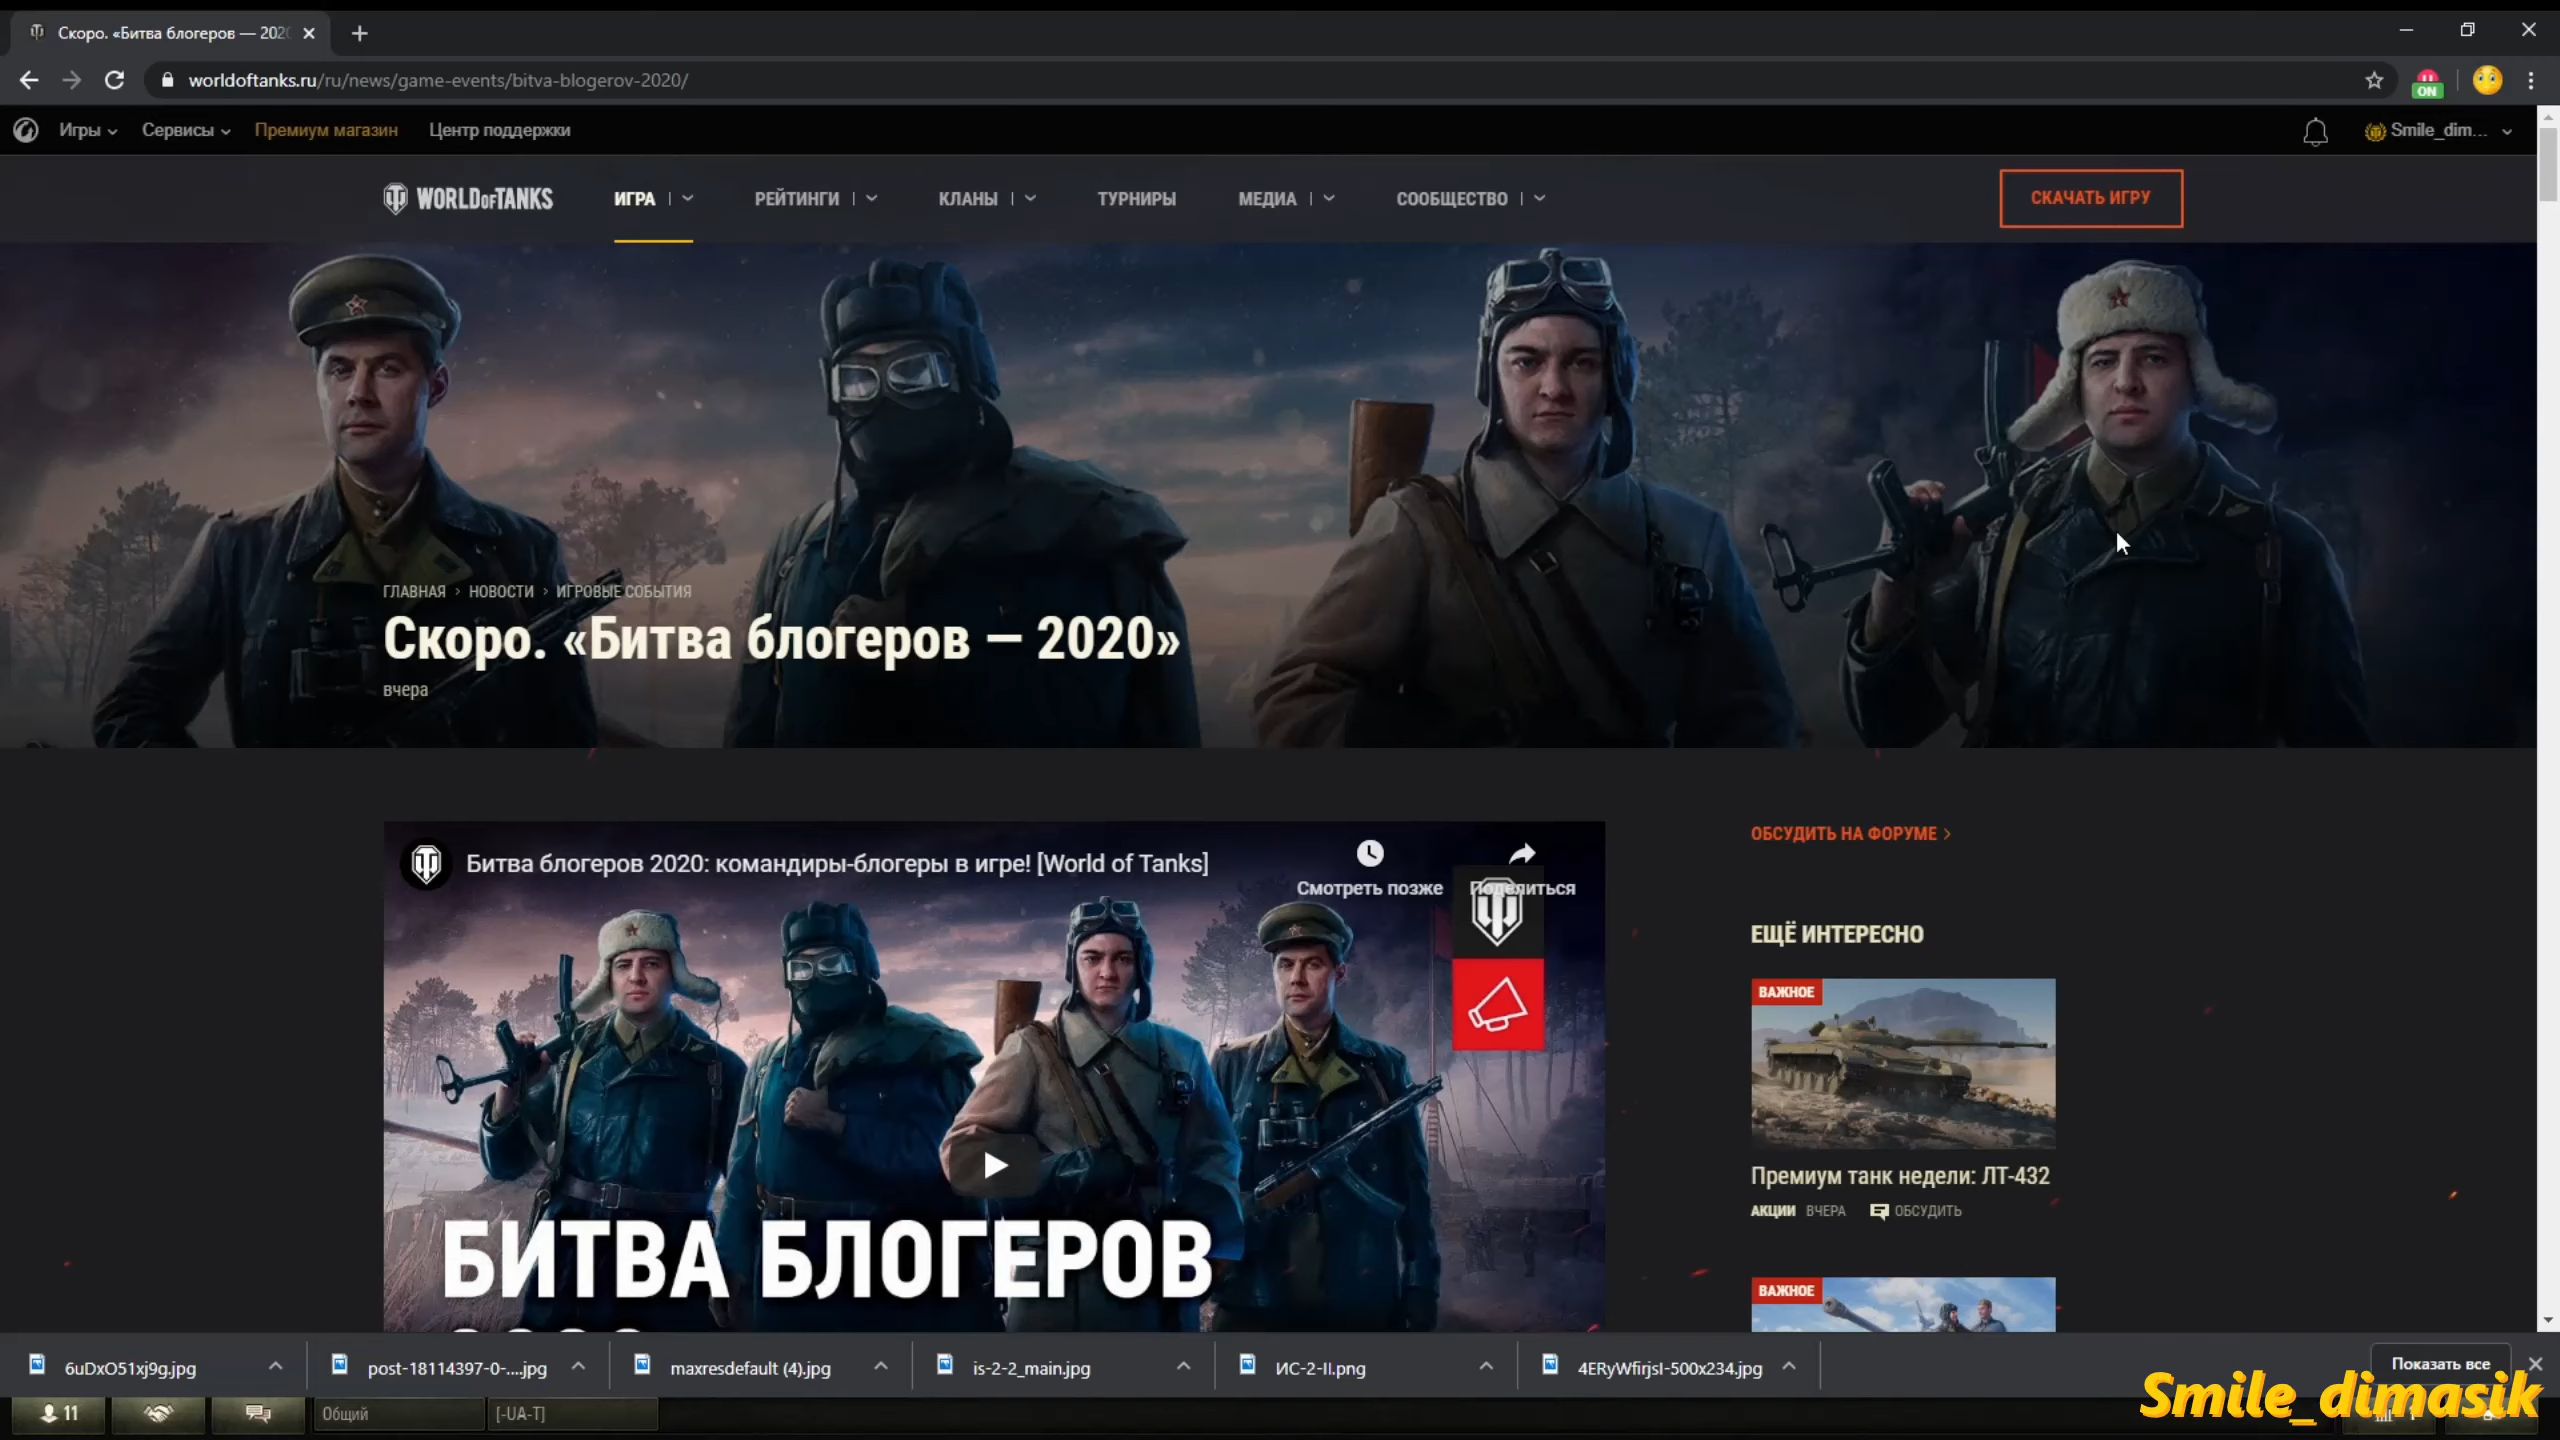 Скоро. «Битва блогеров — 202
worldoftanks.ru/ru/news/game-events/bitva-blogerov-2020/
ON
Игры Сервисы Премиум магазин Центр поддержки
Smile_dim...
WORLD OF TANKS
ИГРА РЕЙТИНГИ КЛАНЫ ТУРНИРЫ МЕДИА СООБЩЕСТВО
СКАЧАТЬ ИГРУ
ГЛАВНАЯ › НОВОСТИ › ИГРОВЫЕ СОБЫТИЯ
Скоро. «Битва блогеров — 2020»
вчера
Битва блогеров 2020: командиры-блогеры в игре! [World of Tanks]
Смотреть позже
Поделиться
БИТВА БЛОГЕРОВ
ОБСУДИТЬ НА ФОРУМЕ
ЕЩЁ ИНТЕРЕСНО
ВАЖНОЕ
Премиум танк недели: ЛТ-432
АКЦИИ ВЧЕРА ОБСУДИТЬ
ВАЖНОЕ
6uDxO51xj9g.jpg
post-18114397-0-....jpg
maxresdefault (4).jpg
is-2-2_main.jpg
ИС-2-II.png
4ERyWfirjsI-500x234.jpg
Показать все
11
Общий
[-UA-T]
Smile_dimasik